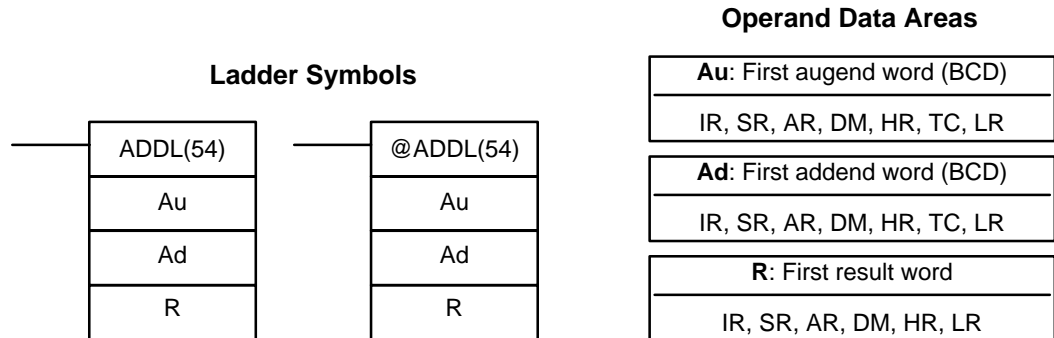 Operand Data Areas
Ladder Symbols
ADDL(54)
Au
Ad
R
@ADDL(54)
Au
Ad
R
Au: First augend word (BCD)
IR, SR, AR, DM, HR, TC, LR
Ad: First addend word (BCD)
IR, SR, AR, DM, HR, TC, LR
R: First result word
IR, SR, AR, DM, HR, LR